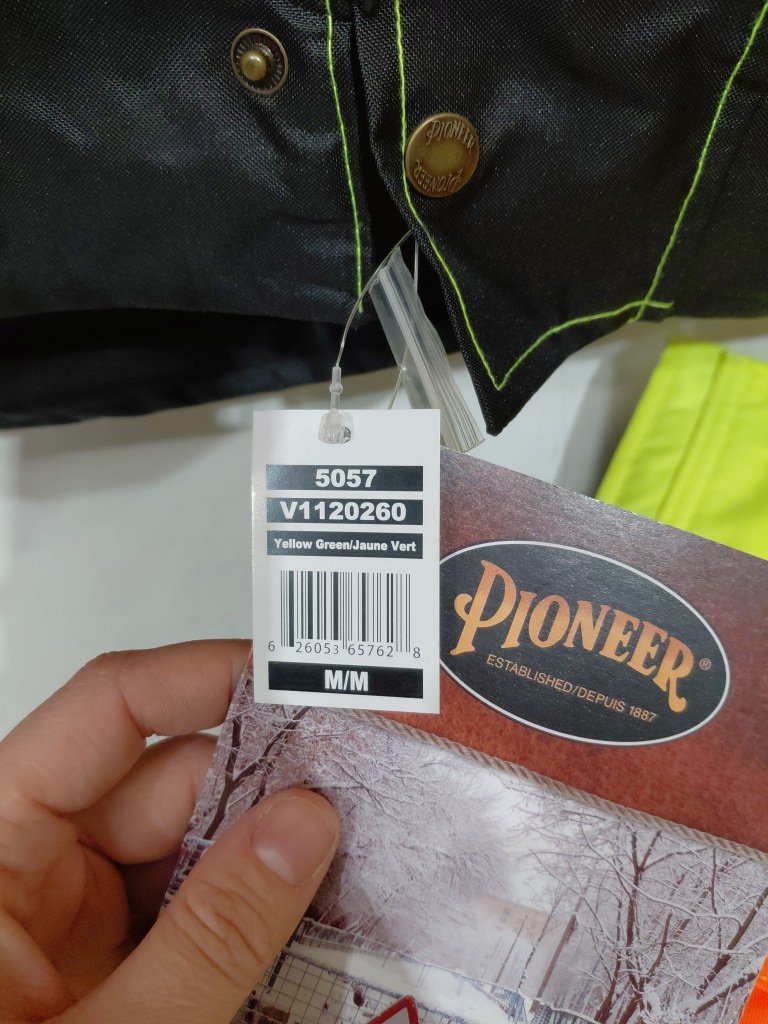 PIONEER
PIONEER
5057
V1120260
Yellow Green/Jaune Vert
6 26053 65762 8
M/M
PIONEER®
ESTABLISHED/DEPUIS 1887